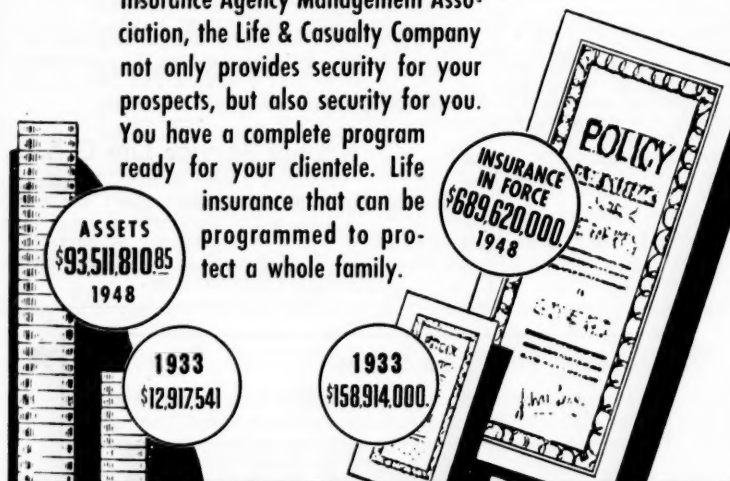 Insurance Agency Management Asso-
ciation, the Life & Casualty Company
not only provides security for your
prospects, but also security for you.
You have a complete program
ready for your clientele. Life
insurance that can be
programmed to pro-
tect a whole family.
ASSETS
$93,511,810.85
1948
1933
$12,917,541
INSURANCE
IN FORCE
$689,620,000.
1948
1933
$158,914,000.
POLICY